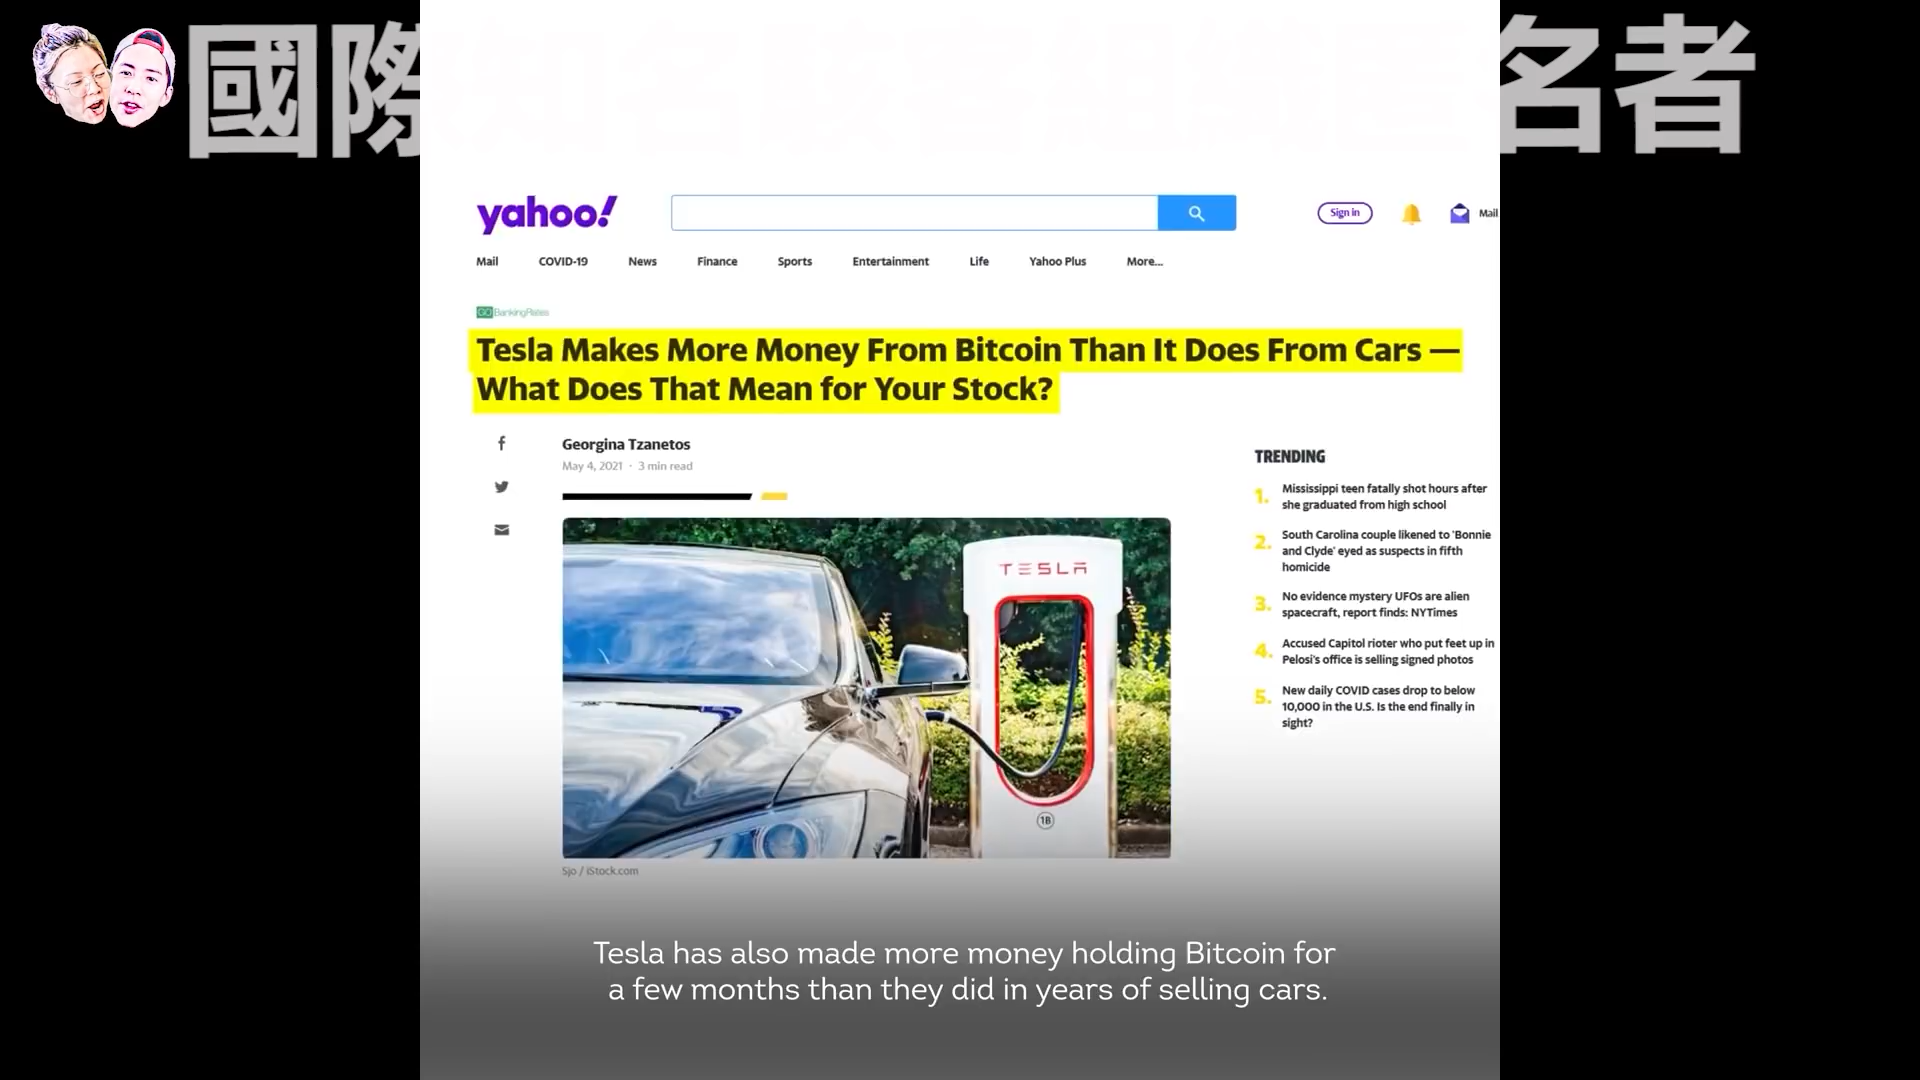 國際
名者
yahoo!
Sign in
Mail
Mail COVID-19 News Finance Sports Entertainment Life Yahoo Plus More...
GOBankingRates
Tesla Makes More Money From Bitcoin Than It Does From Cars —
What Does That Mean for Your Stock?
Georgina Tzanetos
May 4, 2021 · 3 min read
TESLA
1B
Sjo / iStock.com
TRENDING
1. Mississippi teen fatally shot hours after
she graduated from high school
2. South Carolina couple likened to 'Bonnie
and Clyde' eyed as suspects in fifth
homicide
3. No evidence mystery UFOs are alien
spacecraft, report finds: NYTimes
4. Accused Capitol rioter who put feet up in
Pelosi's office is selling signed photos
5. New daily COVID cases drop to below
10,000 in the U.S. Is the end finally in
sight?
Tesla has also made more money holding Bitcoin for
a few months than they did in years of selling cars.